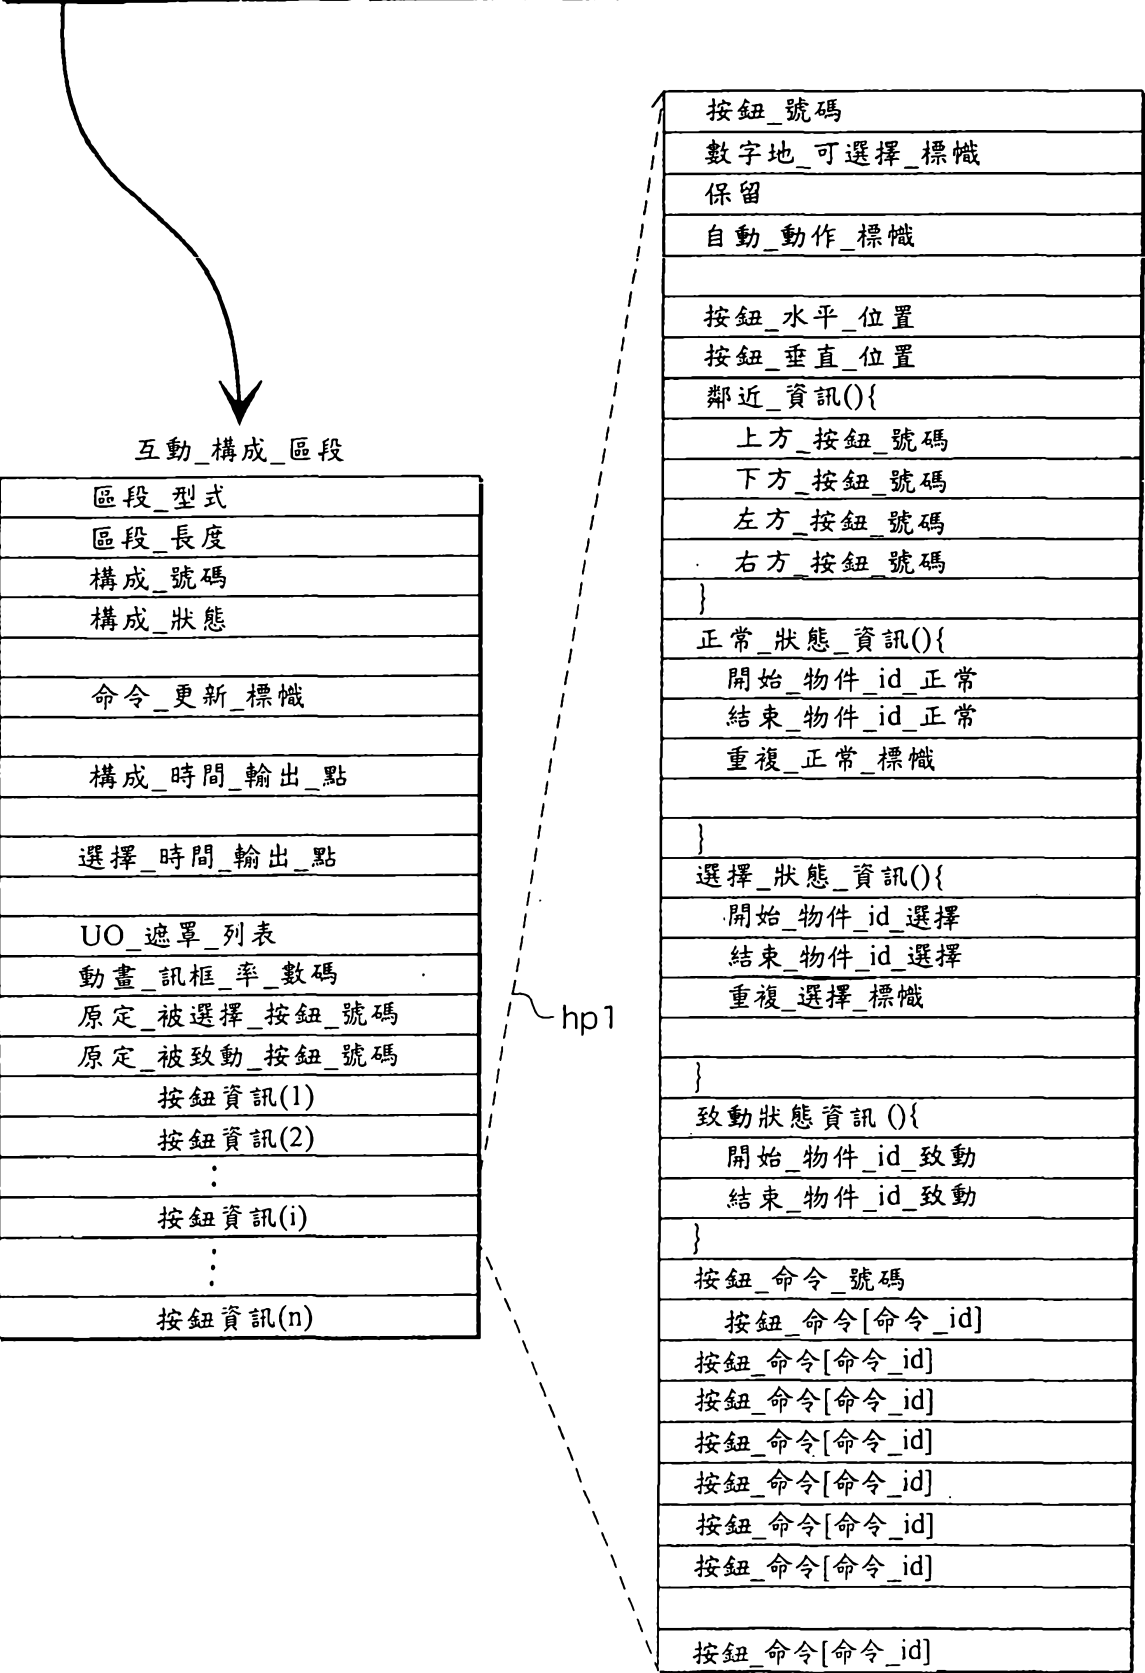 互動_構成_區段
區段_型式
區段_長度
構成_號碼
構成_狀態
命令_更新_標幟
構成_時間_輸出_點
選擇_時間_輸出_點
UO_遮罩_列表
動畫_訊框_率_數碼
原定_被選擇_按鈕_號碼
原定_被致動_按鈕_號碼
按鈕資訊(1)
按鈕資訊(2)
⋮
按鈕資訊(i)
⋮
按鈕資訊(n)
hp1
按鈕_號碼
數字地_可選擇_標幟
保留
自動_動作_標幟
按鈕_水平_位置
按鈕_垂直_位置
鄰近_資訊(){
上方_按鈕_號碼
下方_按鈕_號碼
左方_按鈕_號碼
右方_按鈕_號碼
}
正常_狀態_資訊(){
開始_物件_id_正常
結束_物件_id_正常
重複_正常_標幟
}
選擇_狀態_資訊(){
開始_物件_id_選擇
結束_物件_id_選擇
重複_選擇_標幟
}
致動狀態資訊 (){
開始_物件_id_致動
結束_物件_id_致動
}
按鈕_命令_號碼
按鈕_命令[命令_id]
按鈕_命令[命令_id]
按鈕_命令[命令_id]
按鈕_命令[命令_id]
按鈕_命令[命令_id]
按鈕_命令[命令_id]
按鈕_命令[命令_id]
按鈕_命令[命令_id]